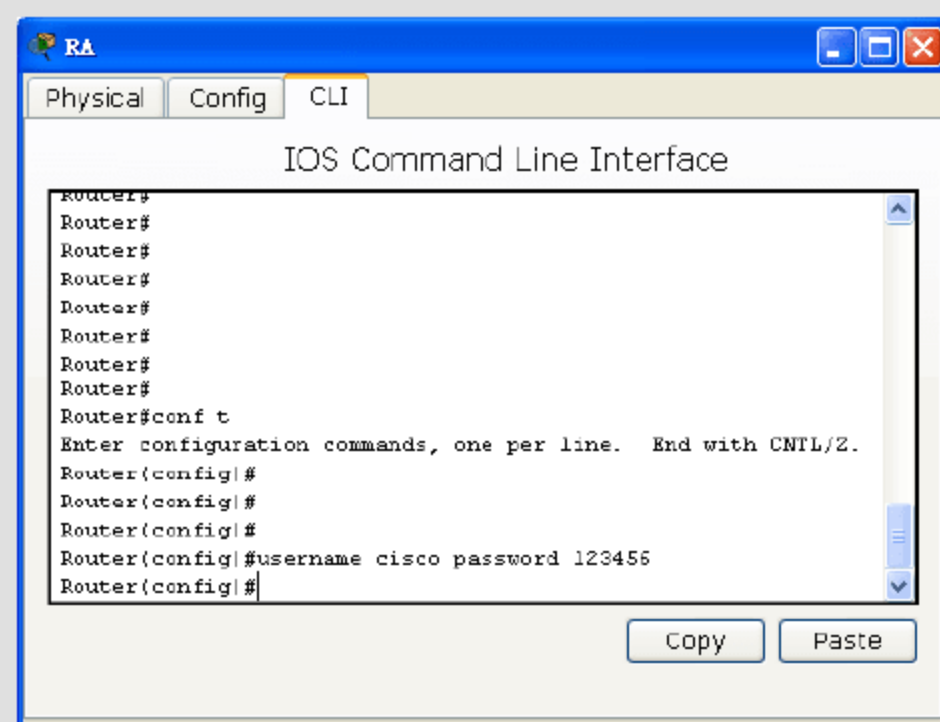 RA
Physical Config CLI
IOS Command Line Interface
Router#
Router#
Router#
Router#
Router#
Router#
Router#
Router#
Router#conf t
Enter configuration commands, one per line. End with CNTL/Z.
Router(config)#
Router(config)#
Router(config)#
Router(config)#username cisco password 123456
Router(config)#
Copy Paste